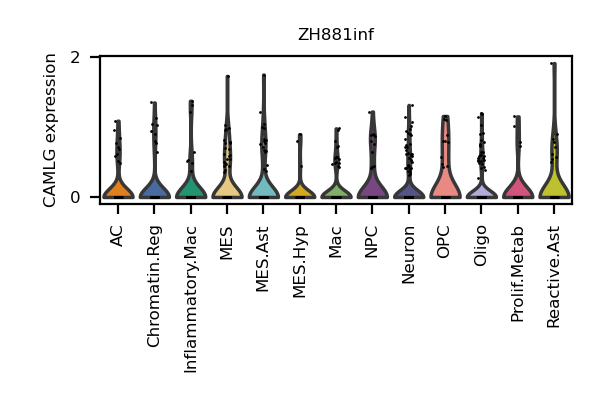 ZH881inf
CAMLG expression
2
0
AC
Chromatin.Reg
Inflammatory.Mac
MES
MES.Ast
MES.Hyp
Mac
NPC
Neuron
OPC
Oligo
Prolif.Metab
Reactive.Ast